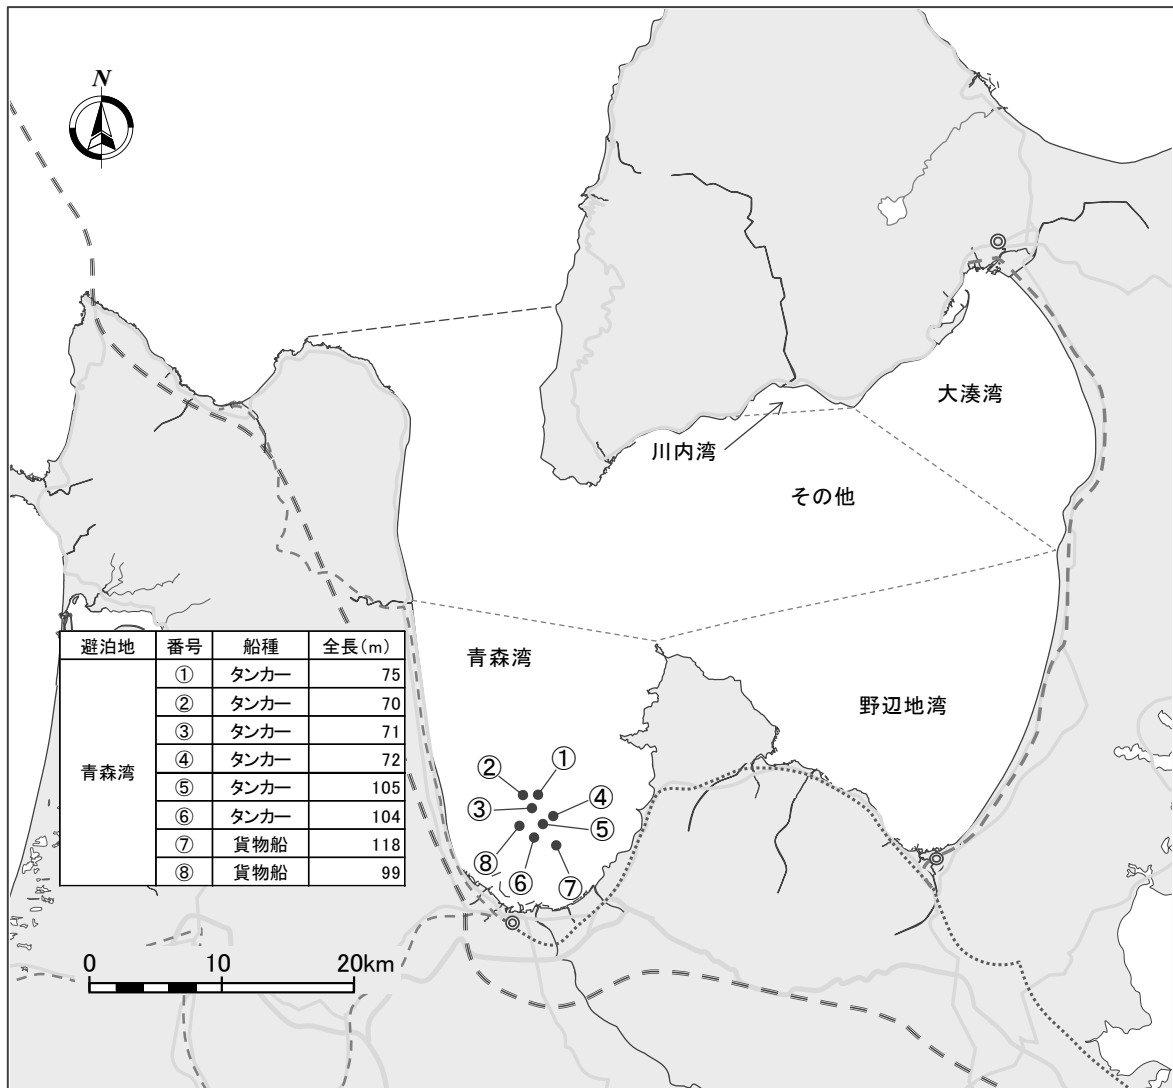 N
大湊湾
川内湾
その他
青森湾
野辺地湾
避泊地 番号 船種 全長(m)
青森湾
① タンカー 75
② タンカー 70
③ タンカー 71
④ タンカー 72
⑤ タンカー 105
⑥ タンカー 104
⑦ 貨物船 118
⑧ 貨物船 99
② ①
③ ④
⑤
⑧ ⑥ ⑦
0 10 20km